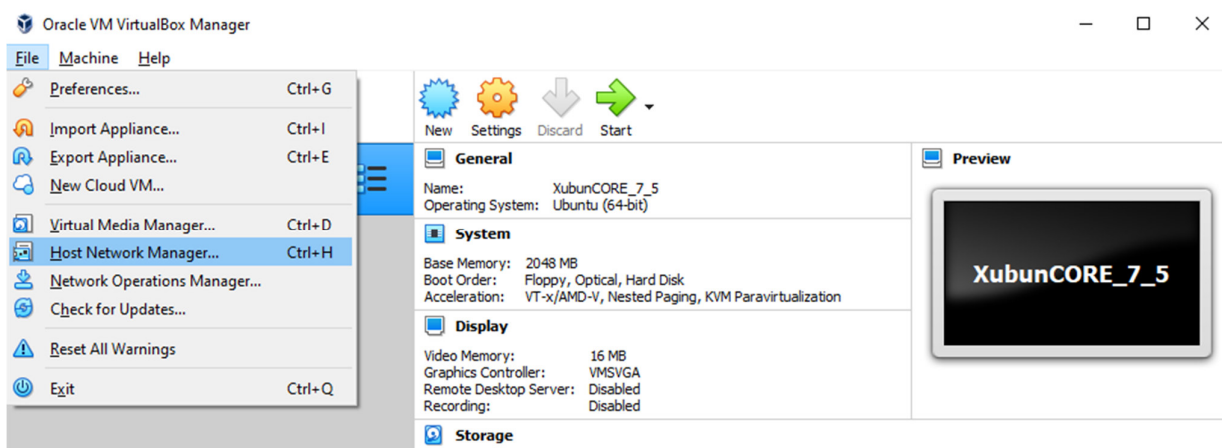 Oracle VM VirtualBox Manager
File Machine Help
Preferences... Ctrl+G
Import Appliance... Ctrl+I
Export Appliance... Ctrl+E
New Cloud VM...
Virtual Media Manager... Ctrl+D
Host Network Manager... Ctrl+H
Network Operations Manager...
Check for Updates...
Reset All Warnings
Exit Ctrl+Q
New Settings Discard Start
General
Name: XubunCORE_7_5
Operating System: Ubuntu (64-bit)
System
Base Memory: 2048 MB
Boot Order: Floppy, Optical, Hard Disk
Acceleration: VT-x/AMD-V, Nested Paging, KVM Paravirtualization
Display
Video Memory: 16 MB
Graphics Controller: VMSVGA
Remote Desktop Server: Disabled
Recording: Disabled
Storage
Preview
XubunCORE_7_5